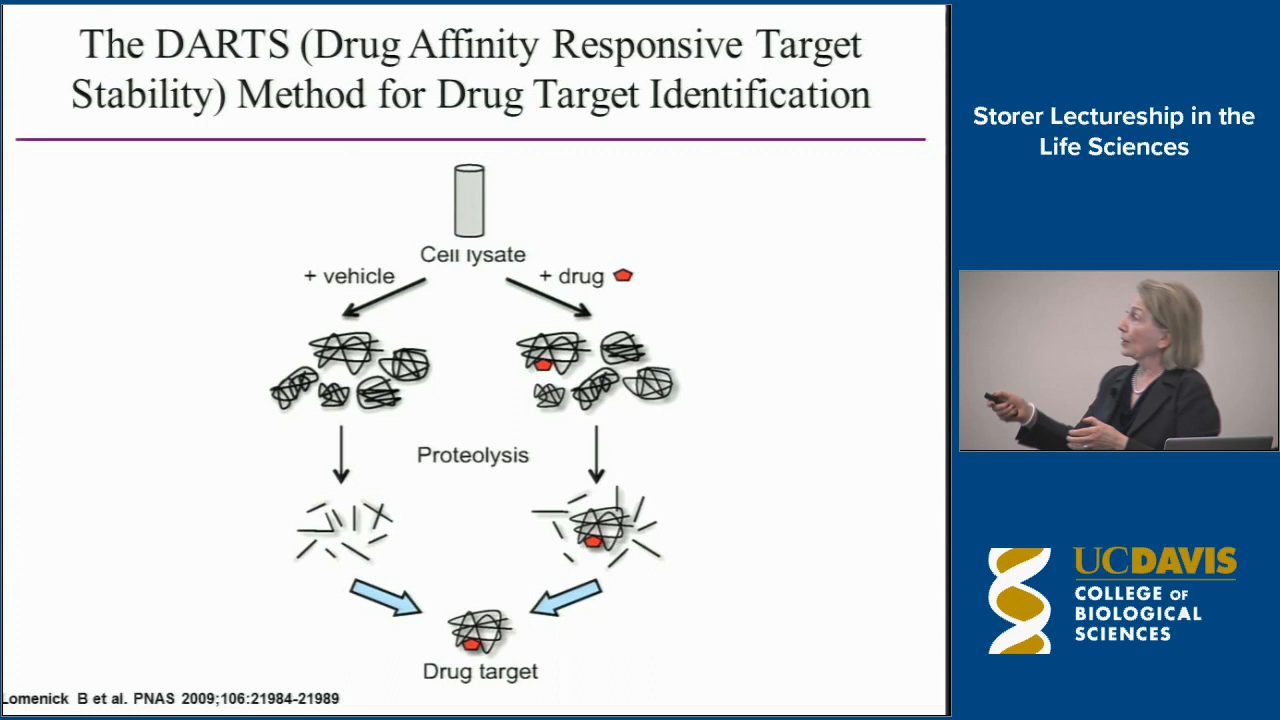 The DARTS (Drug Affinity Responsive Target
Stability) Method for Drug Target Identification
Cell lysate
+ vehicle
+ drug
Proteolysis
Drug target
Lomenick B et al. PNAS 2009;106:21984-21989
Storer Lectureship in the
Life Sciences
UCDAVIS
COLLEGE OF
BIOLOGICAL
SCIENCES